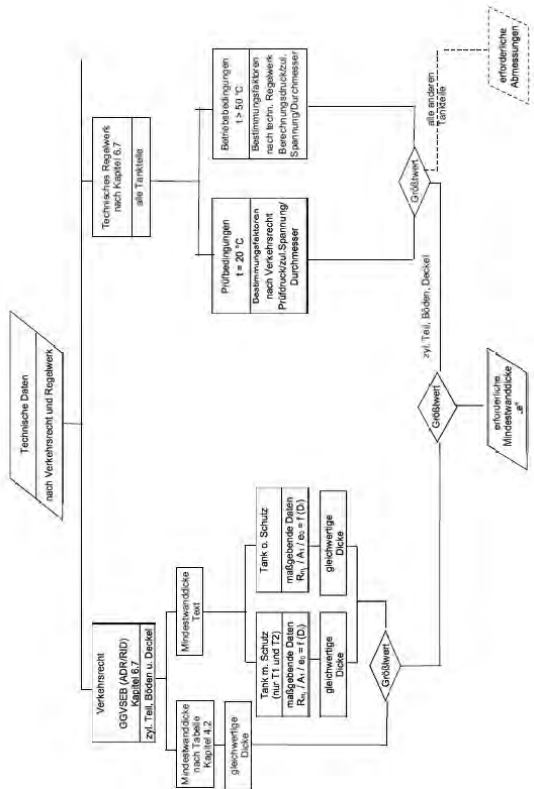 Technische Daten
nach Verkehrsrecht und Regelwerk
Verkehrsrecht
GGVSEB (ADR/RID)
Kapitel 6.7
zyl. Teil, Böden u. Deckel
Mindestwanddicke
nach Tabelle
Kapitel 4.2
gleichwertige
Dicke
Mindestwanddicke
Text
Tank m. Schutz
(nur T1 und T2)
maßgebende Daten
gleichwertige
Dicke
Tank o. Schutz
maßgebende Daten
gleichwertige
Dicke
Größtwert
Technisches Regelwerk
nach Kapitel 6.7
alle Tankteile
Prüfbedingungen
t = 20 °C
Bestimmungsfaktoren
nach Verkehrsrecht
Prüfdruck/zul.Spannung/
Durchmesser
Betriebsbedingungen
t > 50 °C
Bestimmungsfaktoren
nach techn. Regelwerk
Berechnungsdruck/zul.
Spannung/Durchmesser
Größtwert
zyl. Teil, Böden, Deckel
alle anderen
Tankteile
Größtwert
erforderliche
Mindestwanddicke
„e“
erforderliche
Abmessungen